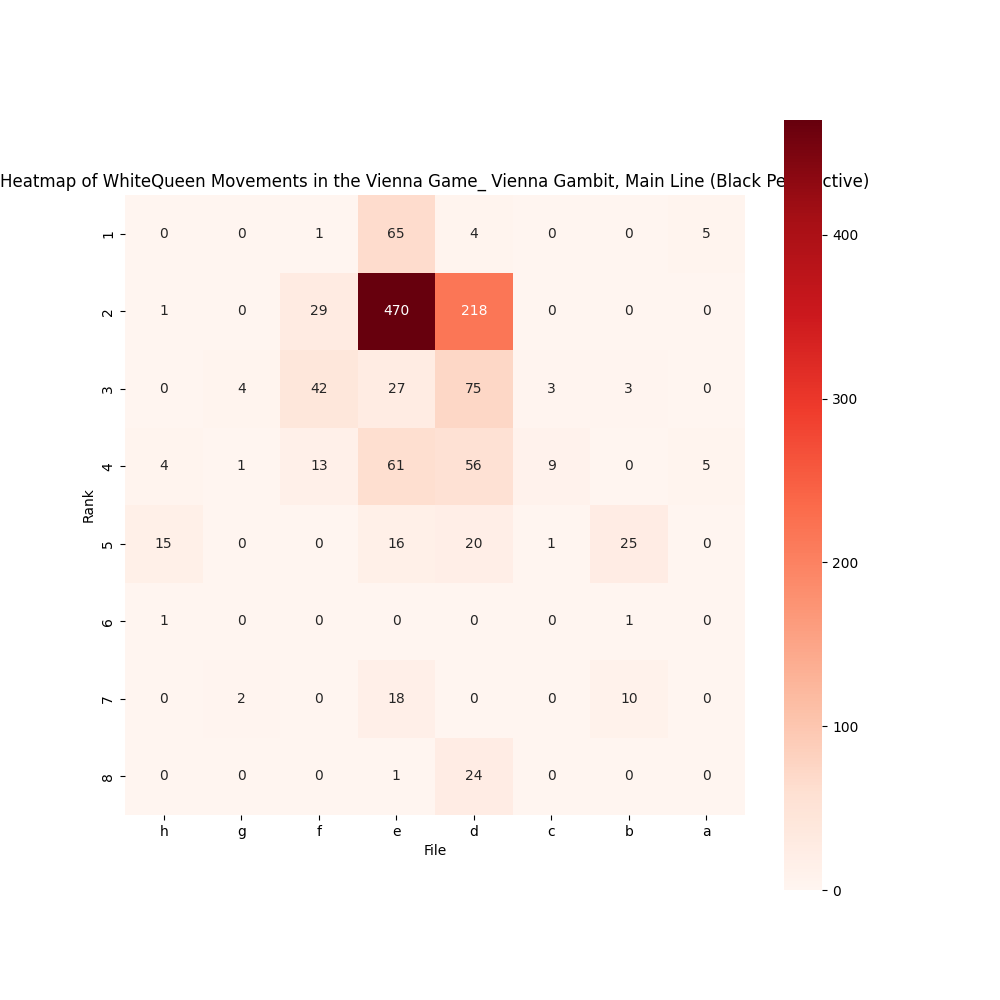 Heatmap of WhiteQueen Movements in the Vienna Game_ Vienna Gambit, Main Line (Black Pe ctive)
1 0 0 1 65 4 0 0 5
2 1 0 29 470 218 0 0 0
3 0 4 42 27 75 3 3 0
4 4 1 13 61 56 9 0 5
5 15 0 0 16 20 1 25 0
6 1 0 0 0 0 0 1 0
7 0 2 0 18 0 0 10 0
8 0 0 0 1 24 0 0 0
h g f e d c b a
File
Rank
400
300
200
100
0